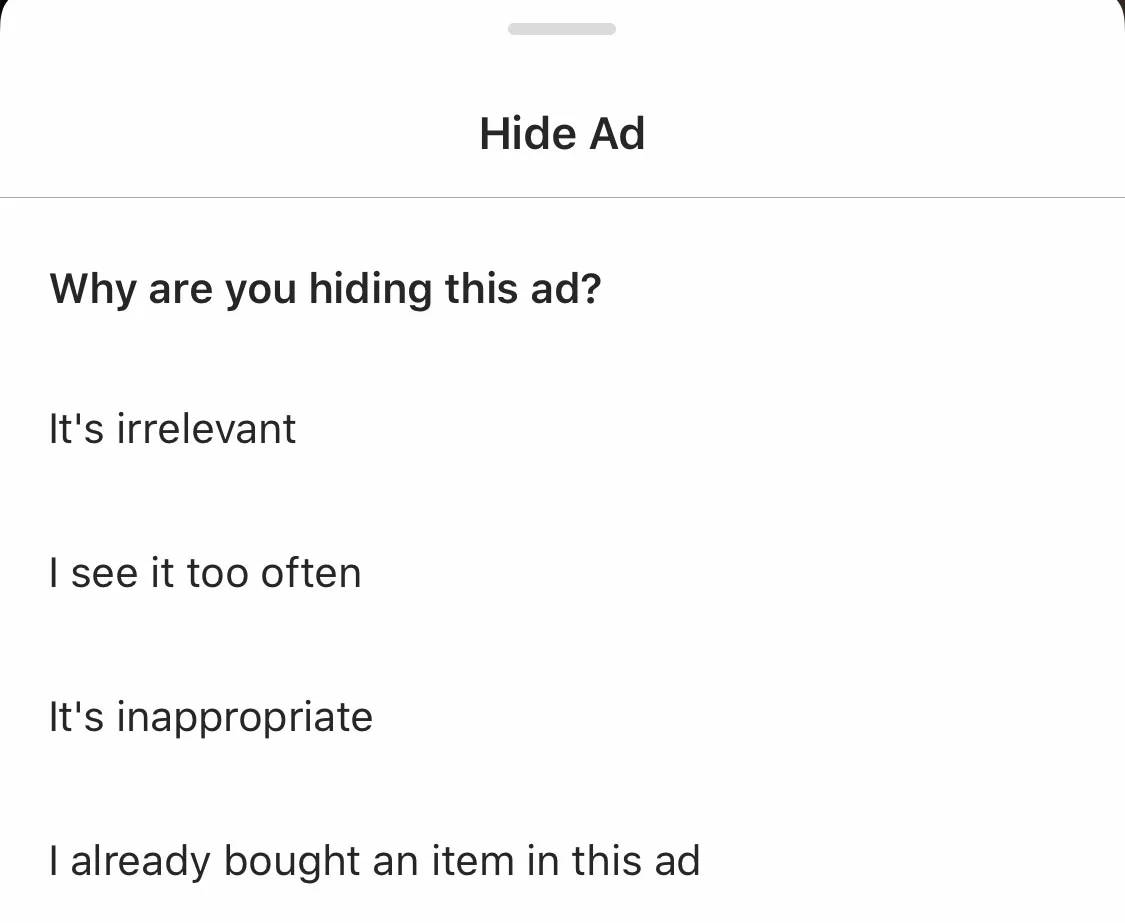 Hide Ad
Why are you hiding this ad?
It's irrelevant
I see it too often
It's inappropriate
I already bought an item in this ad